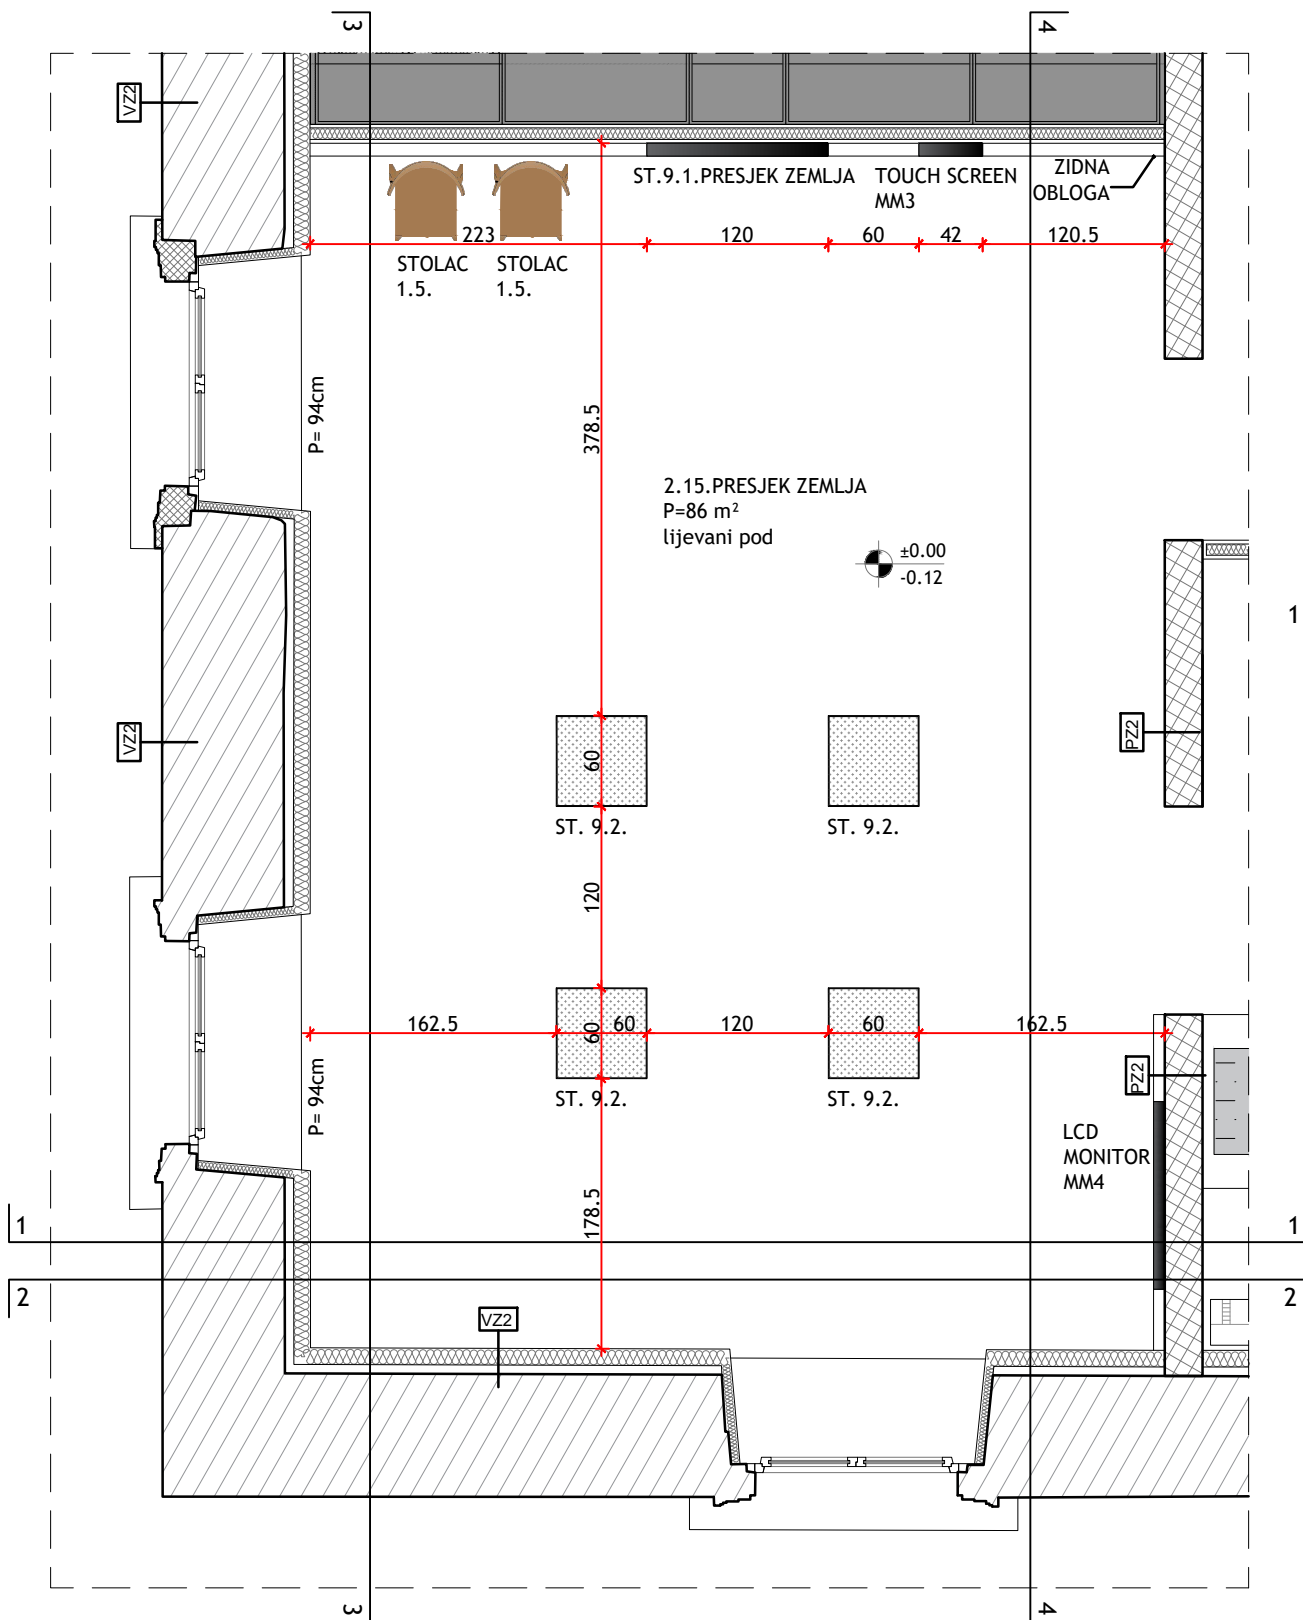 3
4
VZ2
ST.9.1.PRESJEK ZEMLJA
TOUCH SCREEN
MM3
ZIDNA
OBLOGA
223
120
60
42
120.5
STOLAC
1.5.
STOLAC
1.5.
P= 94cm
378.5
2.15.PRESJEK ZEMLJA
P=86 m²
lijevani pod
±0.00
-0.12
1
VZ2
PZ2
60
ST. 9.2.
ST. 9.2.
120
162.5
60
60
120
60
162.5
PZ2
ST. 9.2.
ST. 9.2.
P= 94cm
LCD
MONITOR
MM4
178.5
1
1
2
2
VZ2
3
4